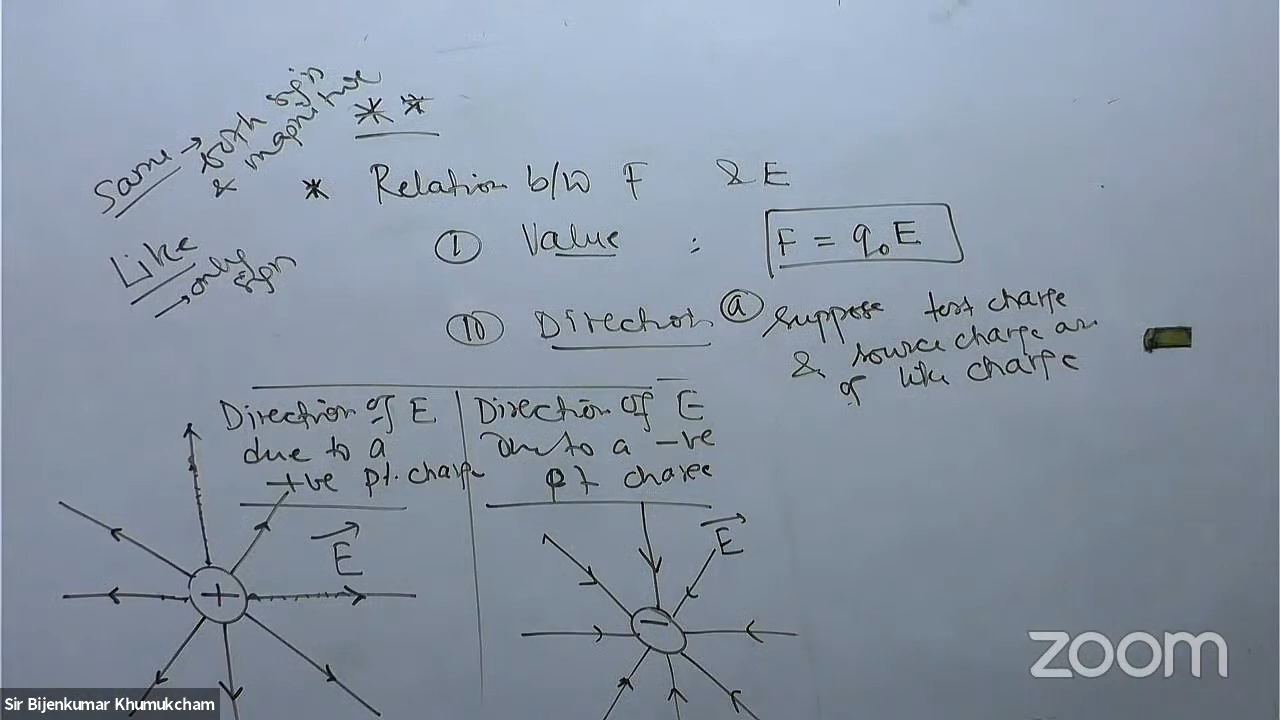 Same → both sign
& magnitude
* *
* Relation b/w F & E
Like
→ only sign
(I) Value : F = q₀E
(II) Direction (a) Suppose test charge
& source charge are
of like charge
Direction of E
due to a
+ve pt. charge
Direction of E
due to a -ve
pt charge
E
+
E
−
zoom
Sir Bijenkumar Khumukcham